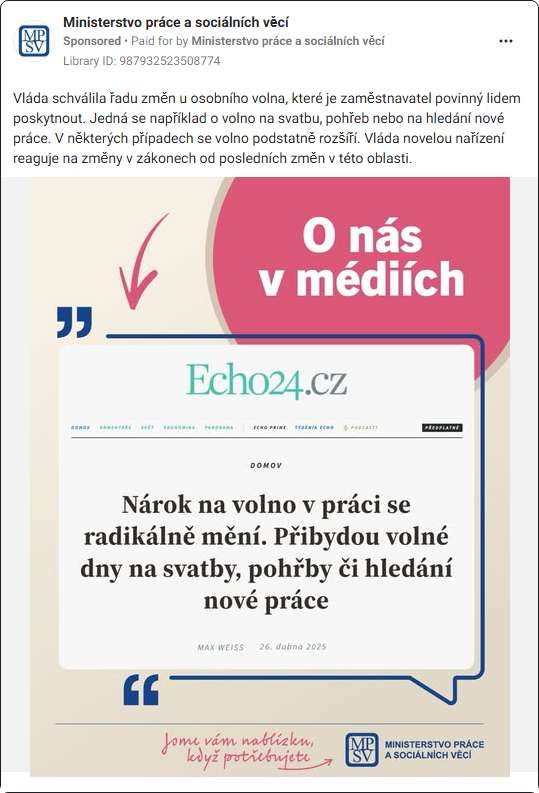 Ministerstvo práce a sociálních věcí
Sponsored • Paid for by Ministerstvo práce a sociálních věcí
Library ID: 987932523508774
Vláda schválila řadu změn u osobního volna, které je zaměstnavatel povinný lidem
poskytnout. Jedná se například o volno na svatbu, pohřeb nebo na hledání nové
práce. V některých případech se volno podstatně rozšíří. Vláda novelou nařízení
reaguje na změny v zákonech od posledních změn v této oblasti.
O nás
v médiích
Echo24.cz
DOMOV KOMENTÁŘE SVĚT EKONOMIKA PANORAMA ECHO PRIME TÝDENÍK ECHO PODCASTY PŘEDPLATNÉ
DOMOV
Nárok na volno v práci se
radikálně mění. Přibydou volné
dny na svatby, pohřby či hledání
nové práce
MAX WEISS 26. dubna 2025
Jsme vám nablízku,
když potřebujete
MP
SV
MINISTERSTVO PRÁCE
A SOCIÁLNÍCH VĚCÍ